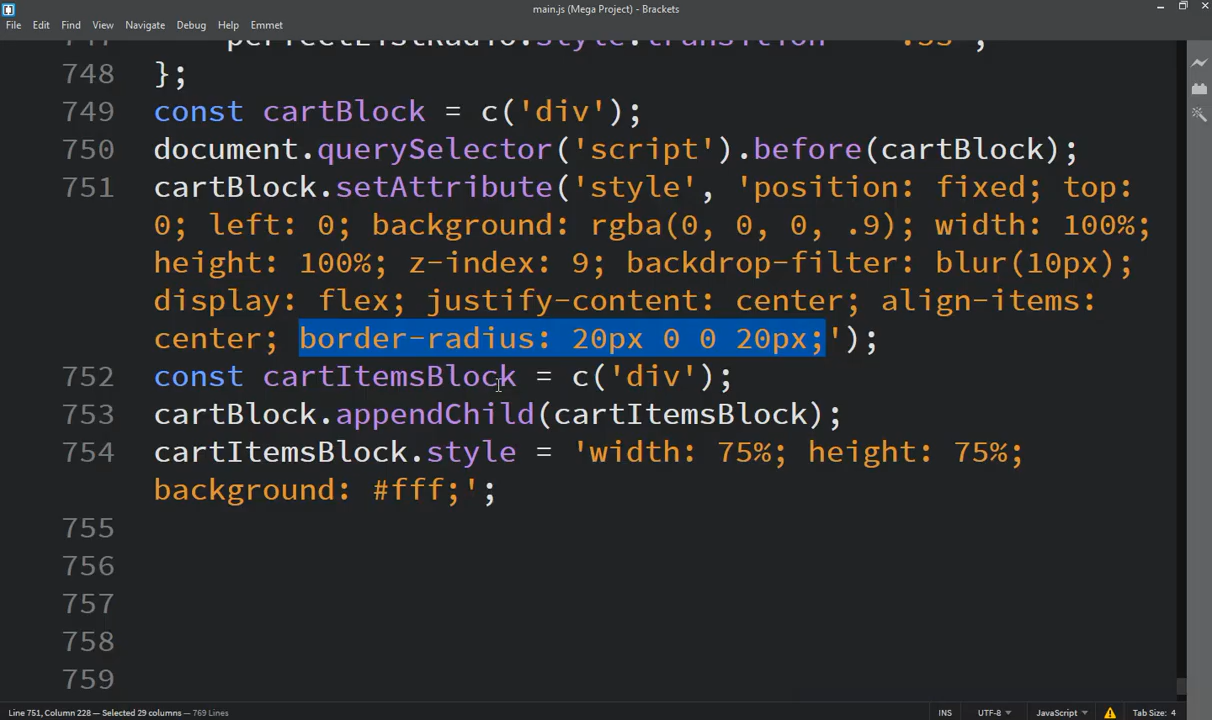 main.js (Mega Project) - Brackets
File Edit Find View Navigate Debug Help Emmet
748 };
749 const cartBlock = c('div');
750 document.querySelector('script').before(cartBlock);
751 cartBlock.setAttribute('style', 'position: fixed; top:
0; left: 0; background: rgba(0, 0, 0, .9); width: 100%;
height: 100%; z-index: 9; backdrop-filter: blur(10px);
display: flex; justify-content: center; align-items:
center; border-radius: 20px 0 0 20px;');
752 const cartItemsBlock = c('div');
753 cartBlock.appendChild(cartItemsBlock);
754 cartItemsBlock.style = 'width: 75%; height: 75%;
background: #fff;';
755
756
757
758
759
Line 751, Column 228 — Selected 29 columns — 769 Lines INS UTF-8 JavaScript Tab Size: 4